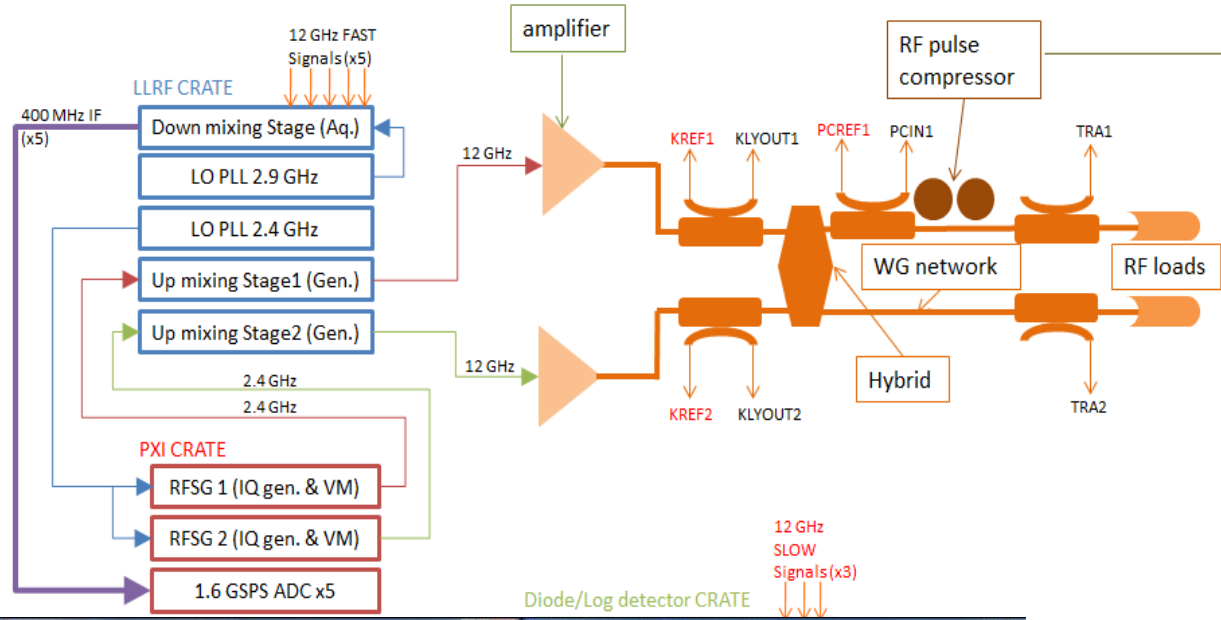 amplifier
12 GHz FAST
Signals (x5)
RF pulse
compressor
LLRF CRATE
400 MHz IF
(x5)
Down mixing Stage (Aq.)
LO PLL 2.9 GHz
LO PLL 2.4 GHz
Up mixing Stage1 (Gen.)
Up mixing Stage2 (Gen.)
12 GHz
12 GHz
2.4 GHz
2.4 GHz
KREF1
KLYOUT1
PCREF1
PCIN1
TRA1
WG network
RF loads
Hybrid
KREF2
KLYOUT2
TRA2
PXI CRATE
RFSG 1 (IQ gen. & VM)
RFSG 2 (IQ gen. & VM)
1.6 GSPS ADC x5
12 GHz
SLOW
Signals (x3)
Diode/Log detector CRATE